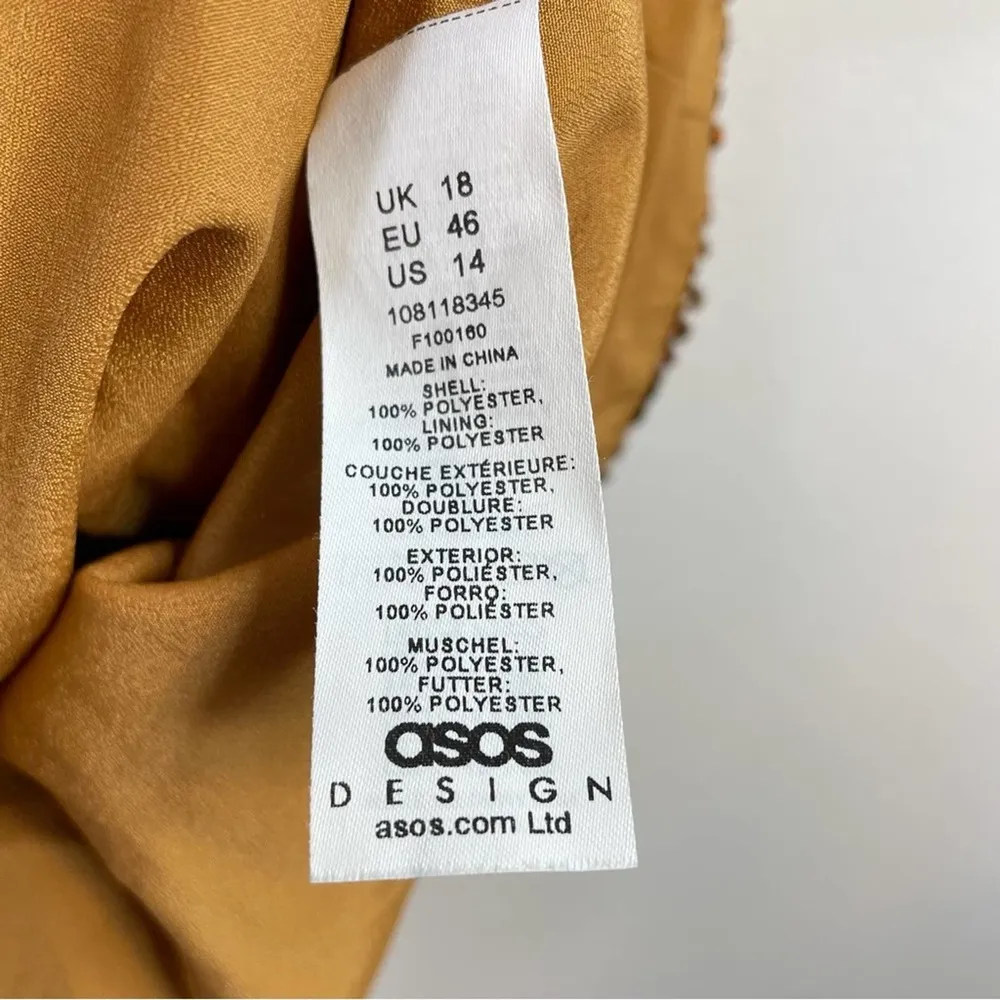 UK 18
EU 46
US 14
108118345
F100160
MADE IN CHINA
SHELL:
100% POLYESTER,
LINING:
100% POLYESTER
COUCHE EXTÉRIEURE:
100% POLYESTER,
DOUBLURE:
100% POLYESTER
EXTERIOR:
100% POLIÉSTER,
FORRO:
100% POLIÉSTER
MUSCHEL:
100% POLYESTER,
FUTTER:
100% POLYESTER
asos
DESIGN
asos.com Ltd